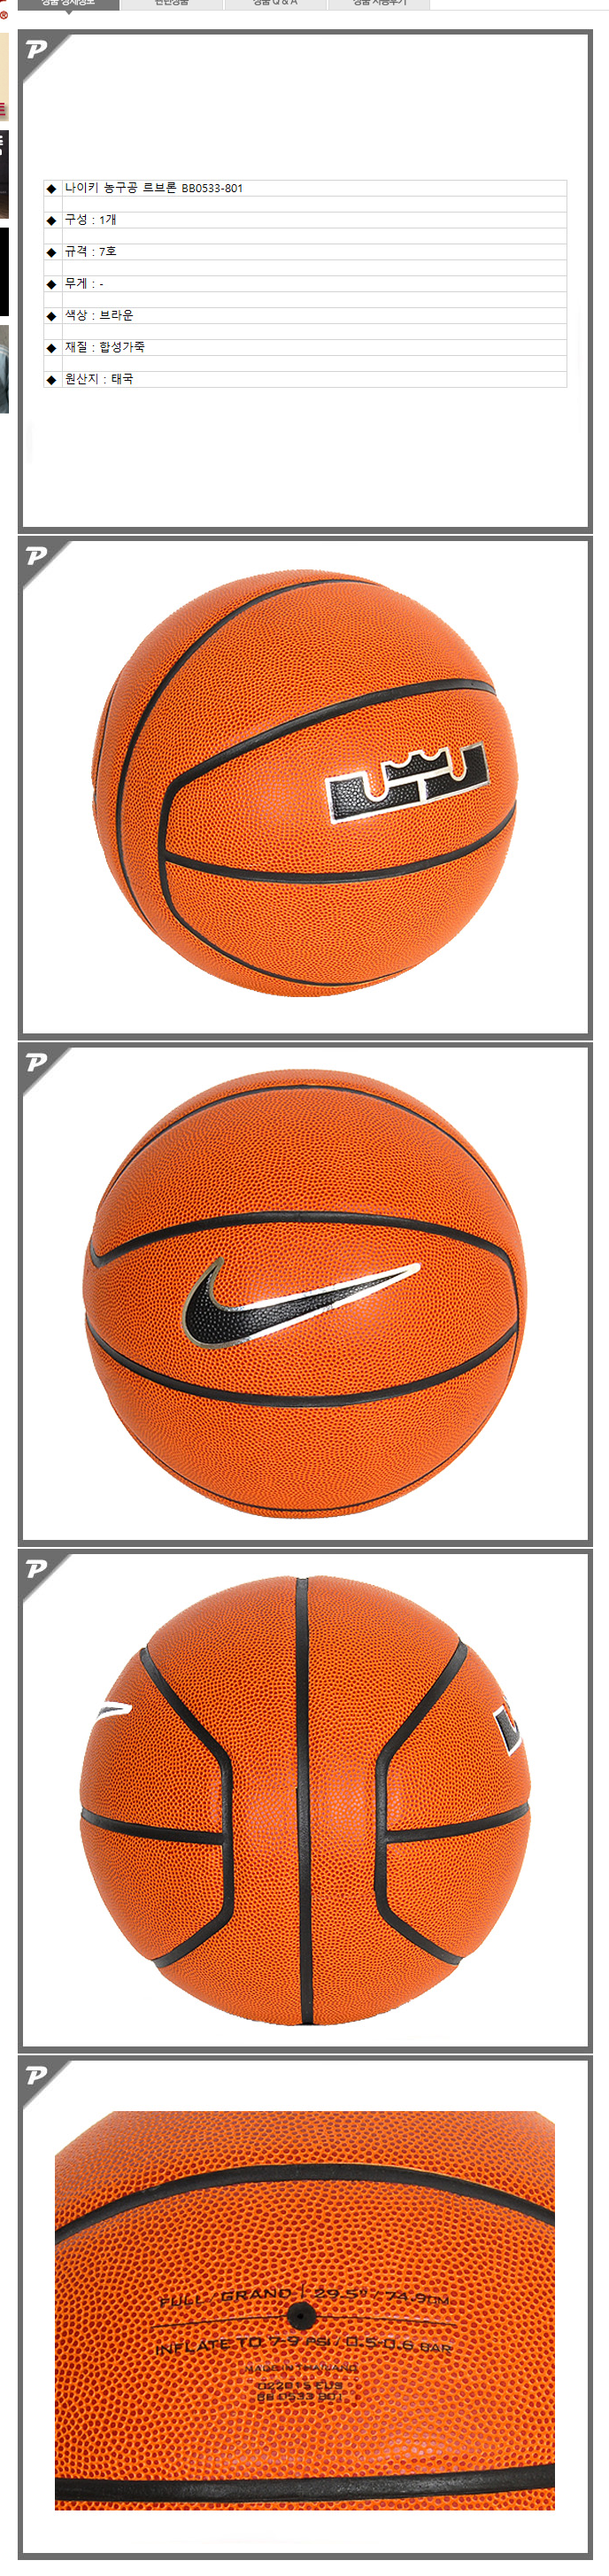 상품 상세정보
관련상품
상품 Q & A
상품 사용후기
◆ 나이키 농구공 르브론 BB0533-801
◆ 구성 : 1개
◆ 규격 : 7호
◆ 무게 : -
◆ 색상 : 브라운
◆ 재질 : 합성가죽
◆ 원산지 : 태국
P
P
P
P
P
FULL GRAND | 29.5" / 74.9CM
INFLATE TO 7-9 PSI / 0.5-0.6 BAR
MADE IN THAILAND
BB0533 801